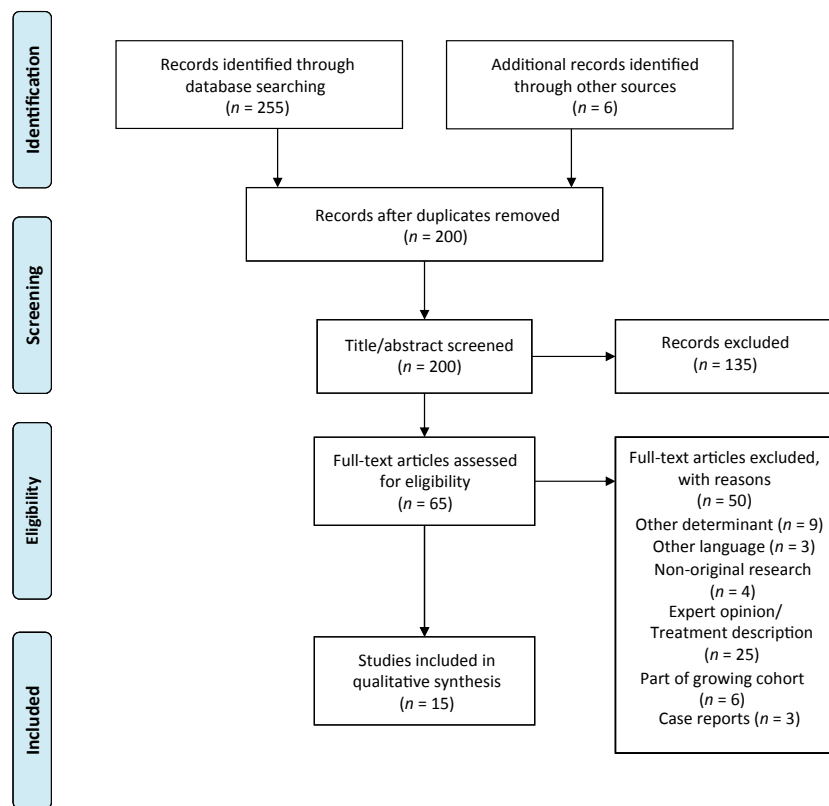 Identification
Records identified through
database searching
(n = 255)
Additional records identified
through other sources
(n = 6)
Records after duplicates removed
(n = 200)
Screening
Title/abstract screened
(n = 200)
Records excluded
(n = 135)
Eligibility
Full-text articles assessed
for eligibility
(n = 65)
Full-text articles excluded,
with reasons
(n = 50)
Other determinant (n = 9)
Other language (n = 3)
Non-original research
(n = 4)
Expert opinion/
Treatment description
(n = 25)
Part of growing cohort
(n = 6)
Case reports (n = 3)
Included
Studies included in
qualitative synthesis
(n = 15)